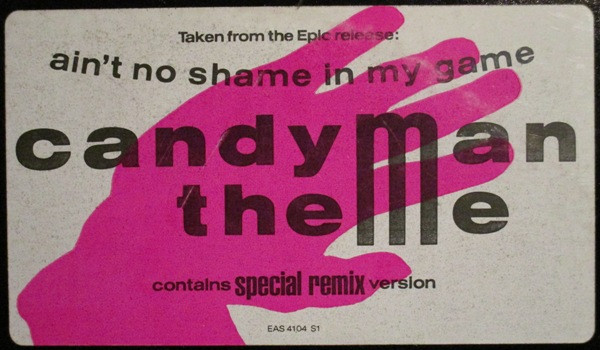 Taken from the Epic release:
ain't no shame in my game
candyman
theme
contains special remix version
EAS 4104 S1